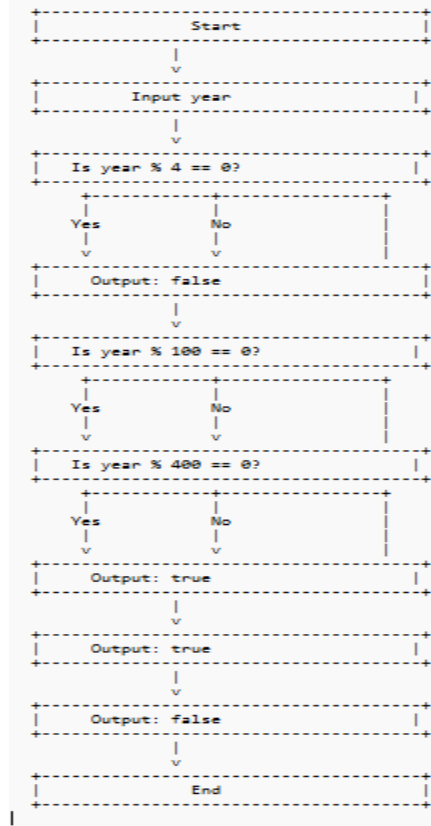 Start
Input year
Is year % 4 == 0?
Yes No
Output: false
Is year % 100 == 0?
Yes No
Is year % 400 == 0?
Yes No
Output: true
Output: true
Output: false
End